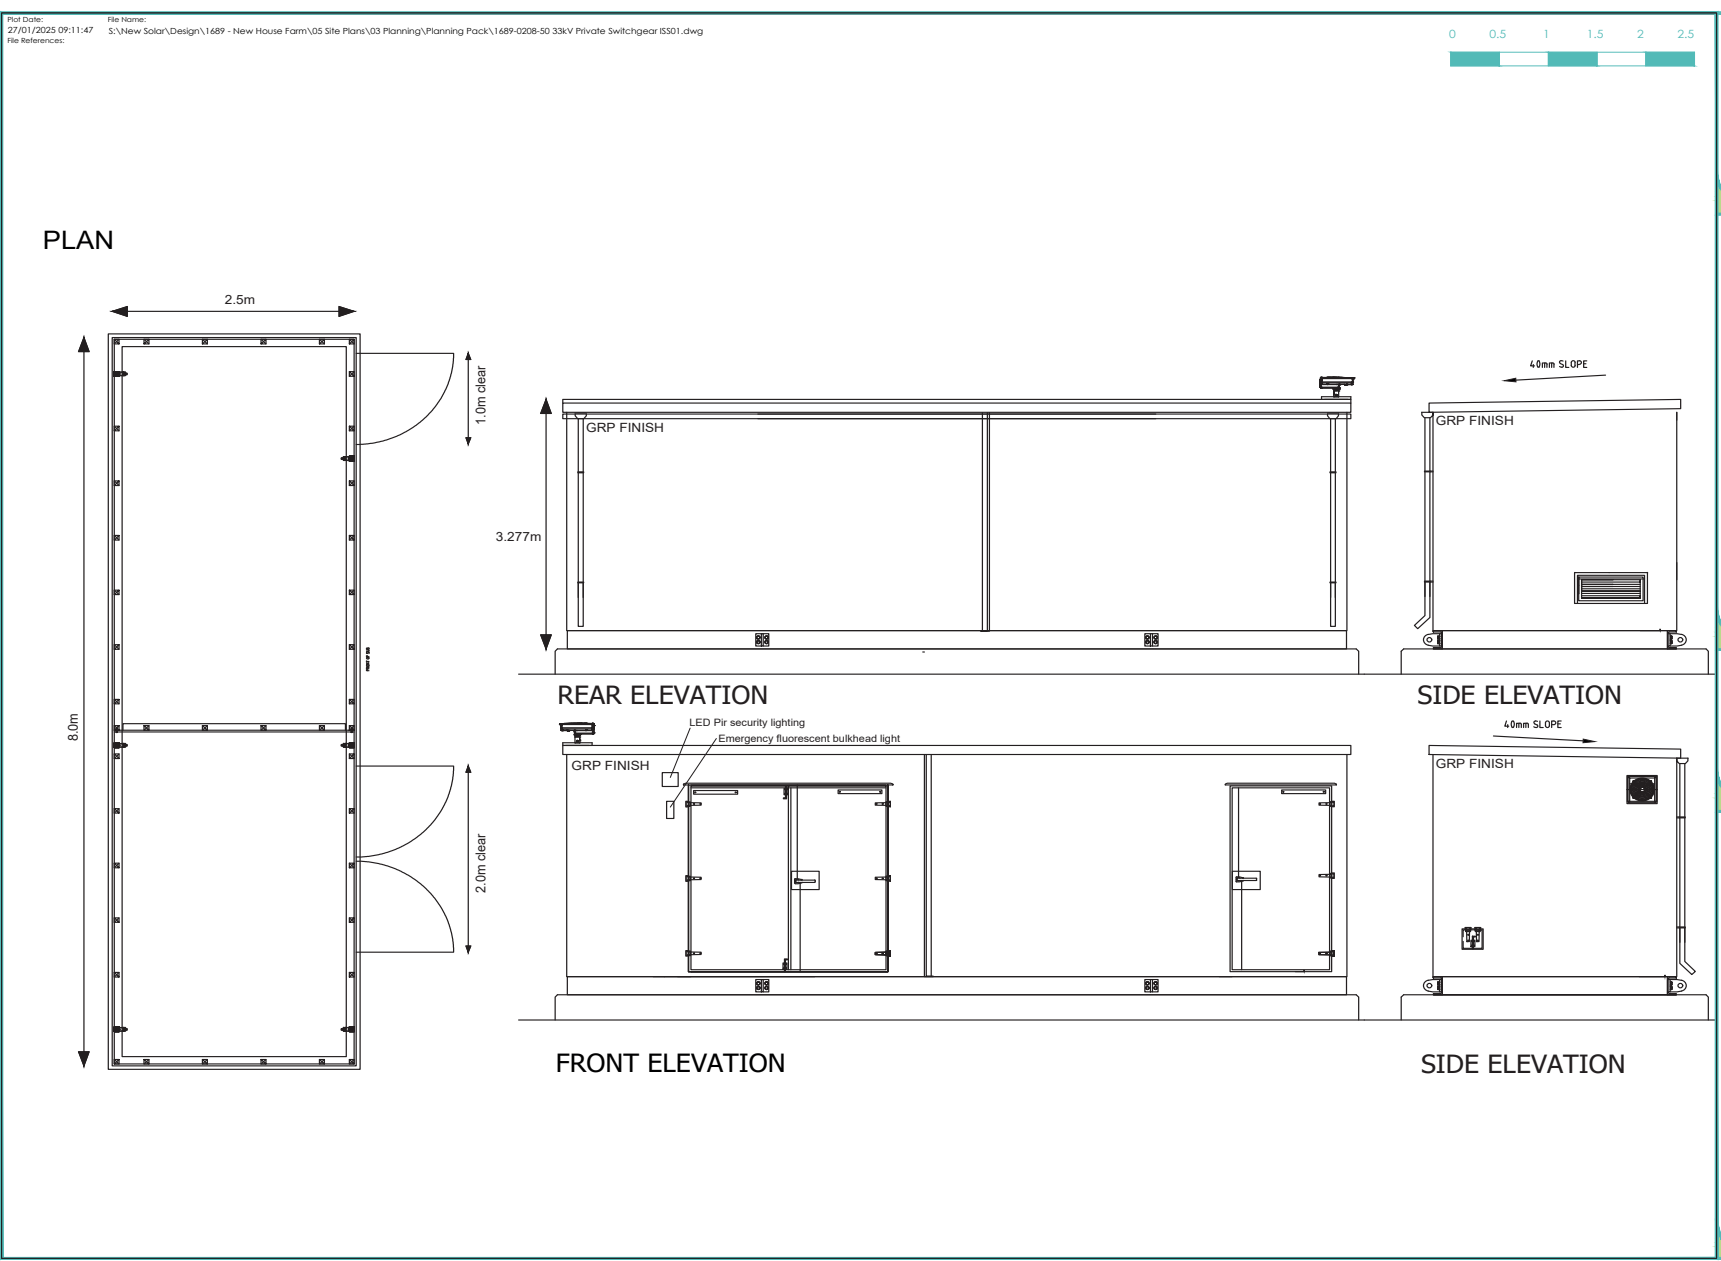 Plot Date:
File Name:
27/01/2025 09:11:47
S:\New Solar\Design\1689 - New House Farm\05 Site Plans\03 Planning\Planning Pack\1689-0208-50 33kV Private Switchgear ISS01.dwg
File References:
0 0.5 1 1.5 2 2.5
PLAN
2.5m
1.0m clear
8.0m
2.0m clear
FRONT OF SUB
40mm SLOPE
GRP FINISH
GRP FINISH
3.277m
REAR ELEVATION
SIDE ELEVATION
LED Pir security lighting
Emergency fluorescent bulkhead light
40mm SLOPE
GRP FINISH
GRP FINISH
FRONT ELEVATION
SIDE ELEVATION